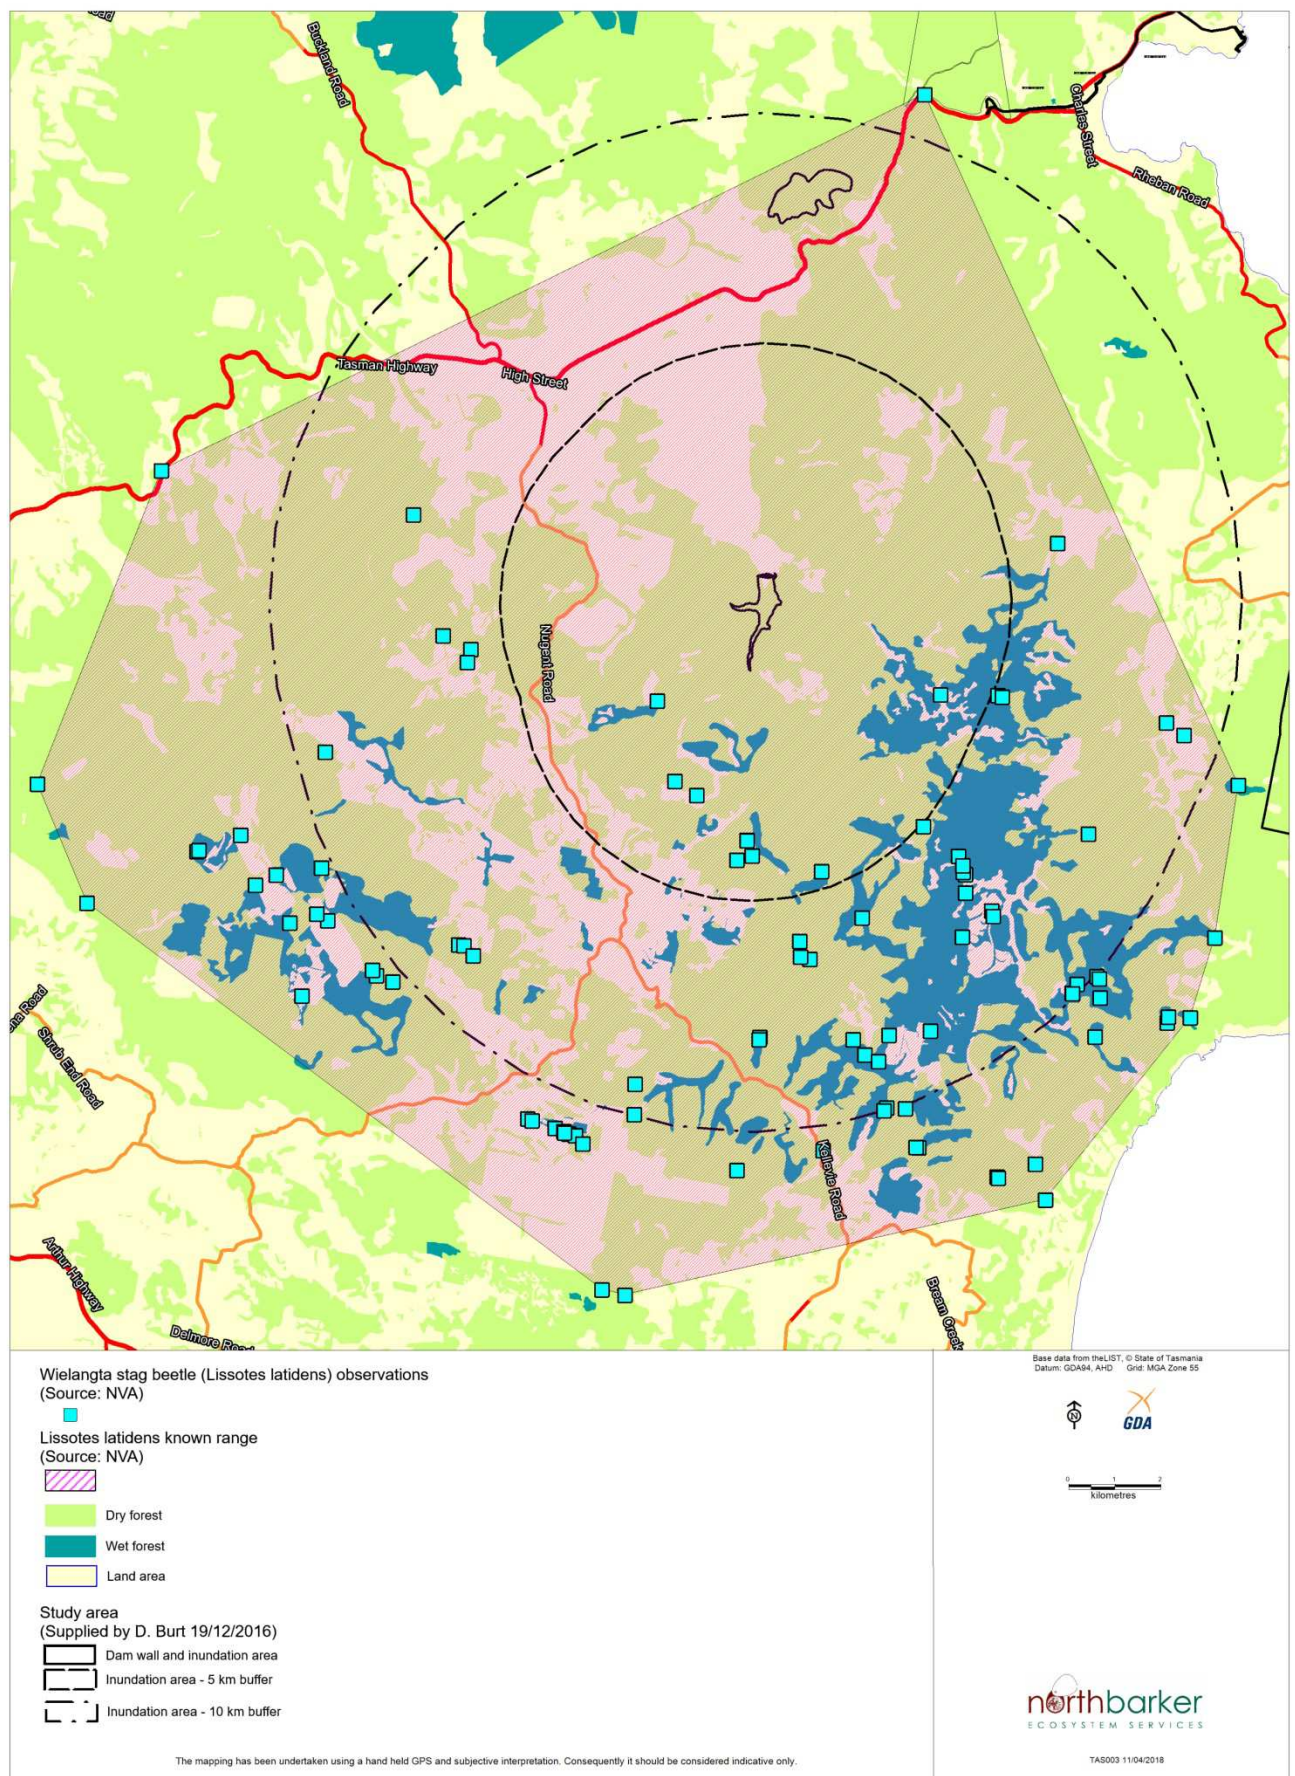 Buckland Road
Charles Street
Rheban Road
Tasman Highway
High Street
Nugent Road
Shrub End Road
Kellevie Road
Arthur Highway
Bream Creek
Delmore Road
Wielangta stag beetle (Lissotes latidens) observations
(Source: NVA)
Lissotes latidens known range
(Source: NVA)
Dry forest
Wet forest
Land area
Study area
(Supplied by D. Burt 19/12/2016)
Dam wall and inundation area
Inundation area - 5 km buffer
Inundation area - 10 km buffer
The mapping has been undertaken using a hand held GPS and subjective interpretation. Consequently it should be considered indicative only.
Base data from theLIST, © State of Tasmania
Datum: GDA94, AHD Grid: MGA Zone 55
N
GDA
0 1 2
kilometres
northbarker
ECOSYSTEM SERVICES
TAS003 11/04/2018